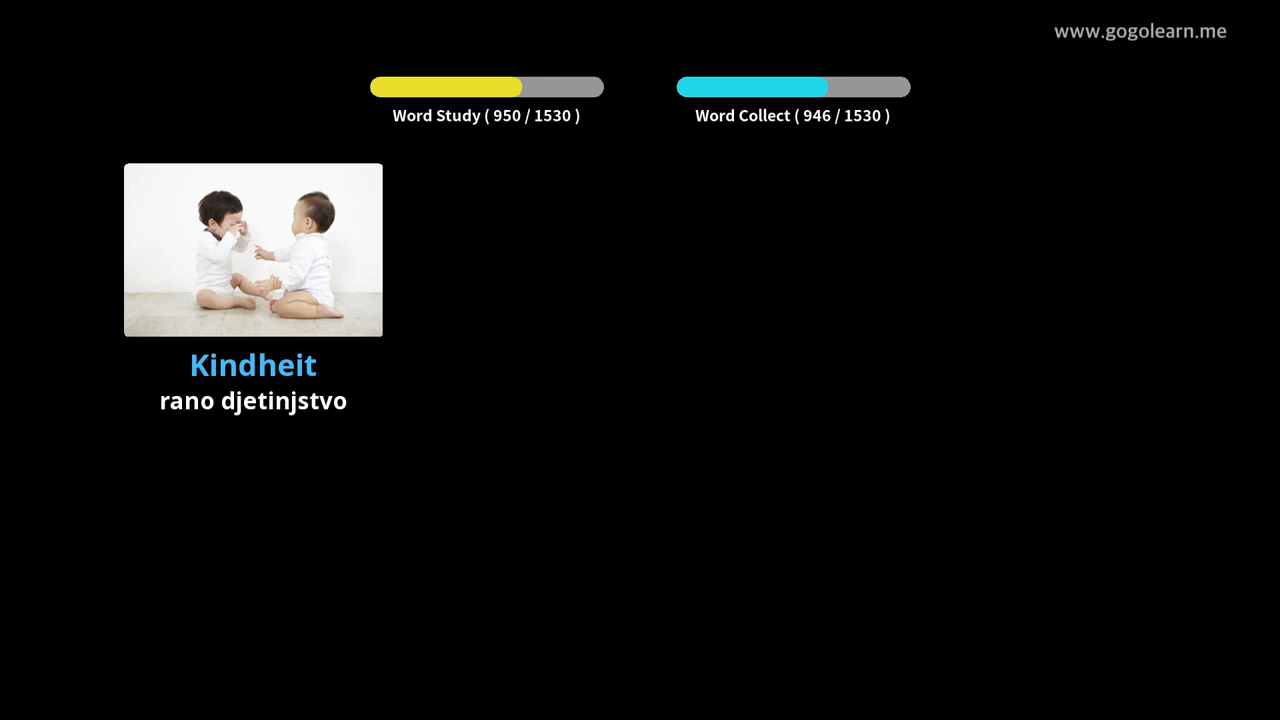 www.gogolearn.me
Word Study ( 950 / 1530 )
Word Collect ( 946 / 1530 )
Kindheit
rano djetinjstvo